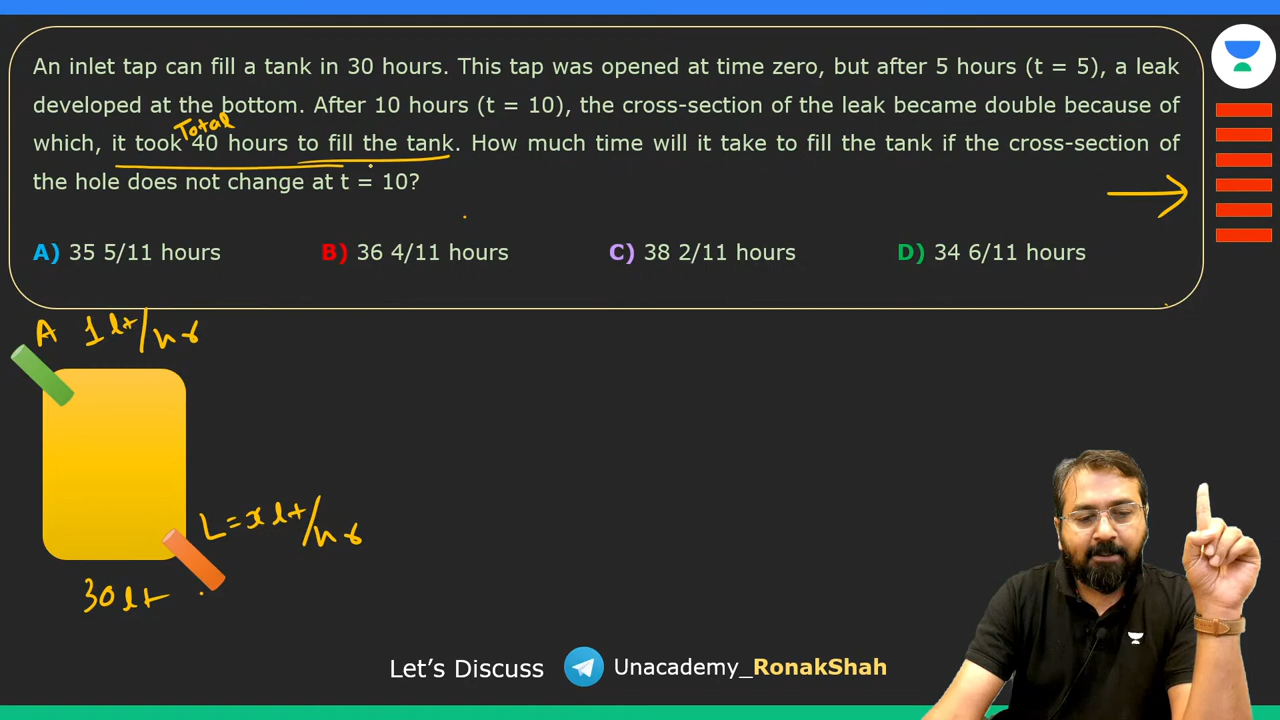 An inlet tap can fill a tank in 30 hours. This tap was opened at time zero, but after 5 hours (t = 5), a leak
developed at the bottom. After 10 hours (t = 10), the cross-section of the leak became double because of
Total
which, it took 40 hours to fill the tank. How much time will it take to fill the tank if the cross-section of
the hole does not change at t = 10?
A) 35 5/11 hours B) 36 4/11 hours C) 38 2/11 hours D) 34 6/11 hours
A 1 lt/hr
L = x lt/hr
30 lt
Let's Discuss Unacademy_RonakShah